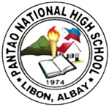 PANTAO NATIONAL HIGH SCHOOL
1974
LIBON, ALBAY